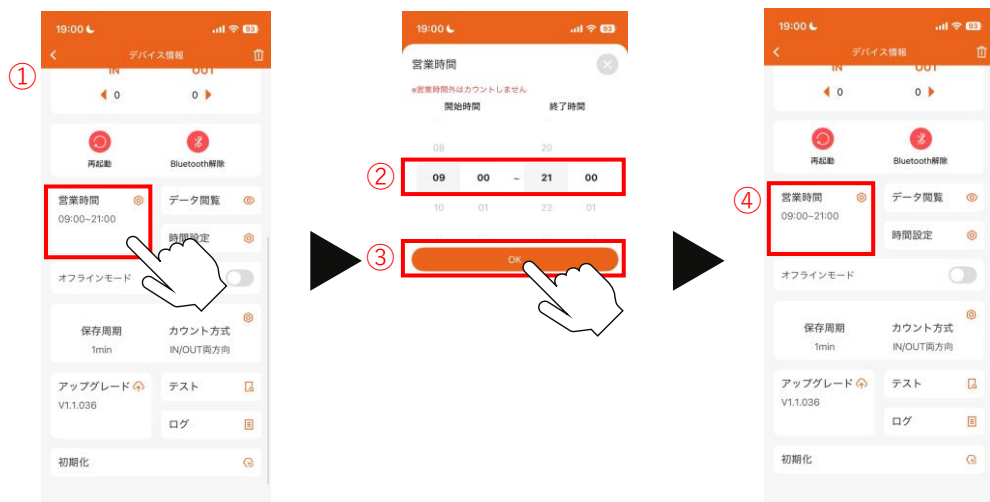 ①
19:00
93
デバイス情報
IN OUT
0 0
再起動 Bluetooth解除
営業時間
09:00~21:00
データ閲覧
時間設定
オフラインモード
保存周期 カウント方式
1min IN/OUT両方向
アップグレード
V1.1.036
テスト
ログ
初期化
19:00
93
営業時間
※営業時間外はカウントしません
開始時間 終了時間
08 20
②
09 00 ~ 21 00
10 01 22 01
③
OK
19:00
93
デバイス情報
IN OUT
0 0
再起動 Bluetooth解除
④
営業時間
09:00~21:00
データ閲覧
時間設定
オフラインモード
保存周期 カウント方式
1min IN/OUT両方向
アップグレード
V1.1.036
テスト
ログ
初期化